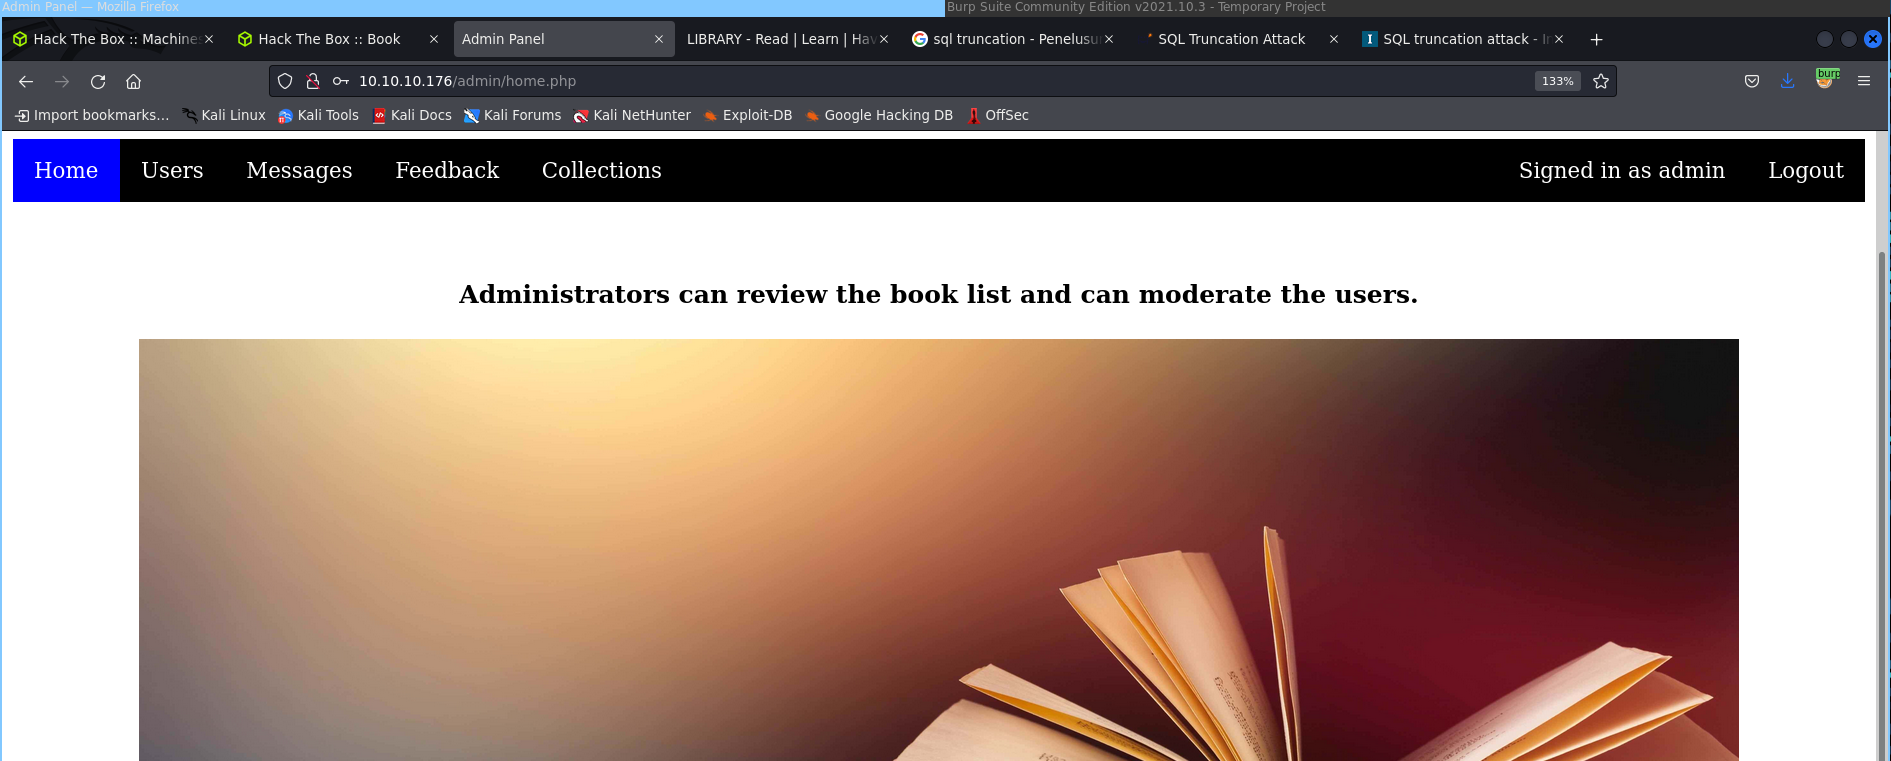 Admin Panel — Mozilla Firefox
Burp Suite Community Edition v2021.10.3 - Temporary Project
Hack The Box :: Machine
Hack The Box :: Book
Admin Panel
LIBRARY - Read | Learn | Hav
sql truncation - Penelusur
SQL Truncation Attack
SQL truncation attack - In
10.10.10.176/admin/home.php
133%
burp
Import bookmarks...
Kali Linux
Kali Tools
Kali Docs
Kali Forums
Kali NetHunter
Exploit-DB
Google Hacking DB
OffSec
Home
Users
Messages
Feedback
Collections
Signed in as admin
Logout
Administrators can review the book list and can moderate the users.